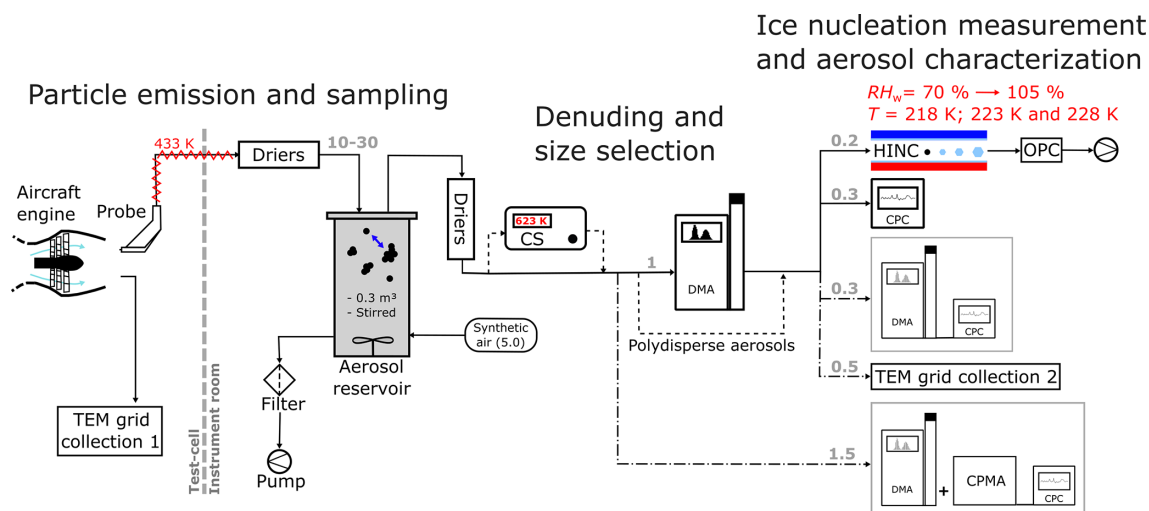 Ice nucleation measurement
and aerosol characterization
Particle emission and sampling
Denuding and
size selection
RHw= 70 % → 105 %
T = 218 K; 223 K and 228 K
433 K
Driers
10-30
0.2
HINC
OPC
Aircraft
engine
Probe
Driers
623 K
CS
0.3
CPC
1
DMA
- 0.3 m³
- Stirred
0.3
DMA
CPC
Synthetic
air (5.0)
Polydisperse aerosols
Aerosol
reservoir
0.5
TEM grid collection 2
Filter
TEM grid
collection 1
Test-cell
Instrument room
Pump
1.5
DMA
+
CPMA
CPC